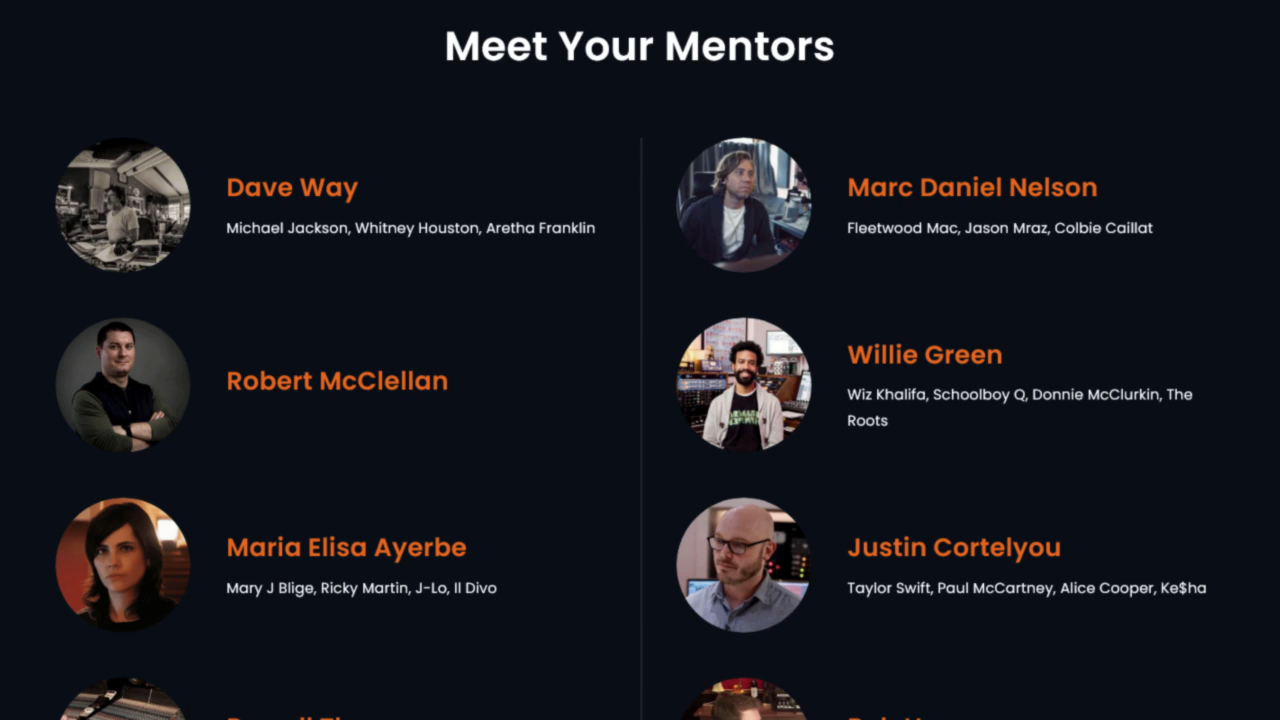 Meet Your Mentors
Dave Way
Michael Jackson, Whitney Houston, Aretha Franklin
Marc Daniel Nelson
Fleetwood Mac, Jason Mraz, Colbie Caillat
Robert McClellan
Willie Green
Wiz Khalifa, Schoolboy Q, Donnie McClurkin, The
Roots
Maria Elisa Ayerbe
Mary J Blige, Ricky Martin, J-Lo, Il Divo
Justin Cortelyou
Taylor Swift, Paul McCartney, Alice Cooper, Ke$ha